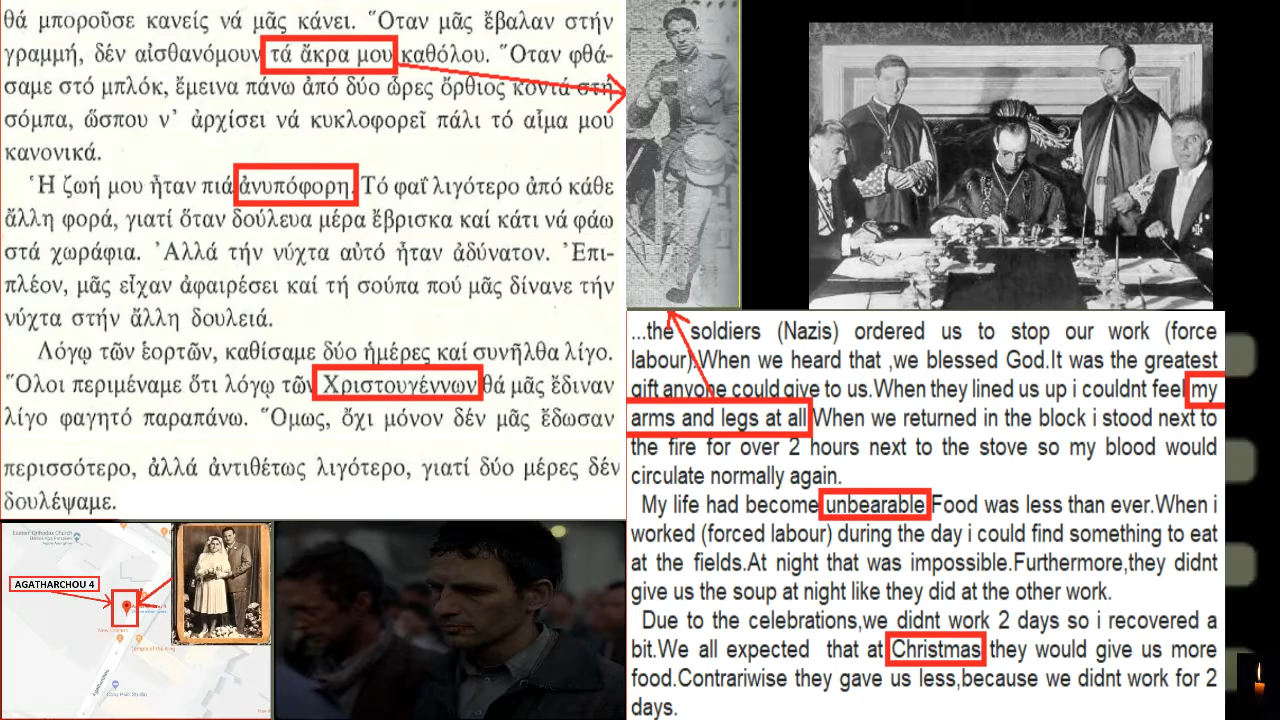 θά μποροῦσε κανείς νά μᾶς κάνει. Ὅταν μᾶς ἔβαλαν στήν
γραμμή, δέν αἰσθανόμουν τά ἄκρα μου καθόλου. Ὅταν φθά-
σαμε στό μπλόκ, ἔμεινα πάνω ἀπό δύο ὧρες ὄρθιος κοντά στή
σόμπα, ὥσπου ν’ ἀρχίσει νά κυκλοφορεῖ πάλι τό αἷμα μου
κανονικά.
Ἡ ζωή μου ἦταν πιά ἀνυπόφορη. Τό φαΐ λιγότερο ἀπό κάθε
ἄλλη φορά, γιατί ὅταν δούλευα μέρα ἔβρισκα καί κάτι νά φάω
στά χωράφια. Ἀλλά τήν νύχτα αὐτό ἦταν ἀδύνατον. Ἐπι-
πλέον, μᾶς εἶχαν ἀφαιρέσει καί τή σούπα πού μᾶς δίνανε τήν
νύχτα στήν ἄλλη δουλειά.
Λόγῳ τῶν ἑορτῶν, καθίσαμε δύο ἡμέρες καί συνῆλθα λίγο.
Ὅλοι περιμέναμε ὅτι λόγῳ τῶν Χριστουγέννων θά μᾶς ἔδιναν
λίγο φαγητό παραπάνω. Ὅμως, ὄχι μόνον δέν μᾶς ἔδωσαν
περισσότερο, ἀλλά ἀντιθέτως λιγότερο, γιατί δύο μέρες δέν
δουλέψαμε.
...the soldiers (Nazis) ordered us to stop our work (force
labour).When we heard that ,we blessed God.It was the greatest
gift anyone could give to us.When they lined us up i couldnt feel my
arms and legs at all.When we returned in the block i stood next to
the fire for over 2 hours next to the stove so my blood would
circulate normally again.
My life had become unbearable.Food was less than ever.When i
worked (forced labour) during the day i could find something to eat
at the fields.At night that was impossible.Furthermore,they didnt
give us the soup at night like they did at the other work.
Due to the celebrations,we didnt work 2 days so i recovered a
bit.We all expected that at Christmas they would give us more
food.Contrariwise they gave us less,because we didnt work for 2
days.
Eastern Orthodox Church
AGATHARCHOU 4
New Orleans
Temple of the King